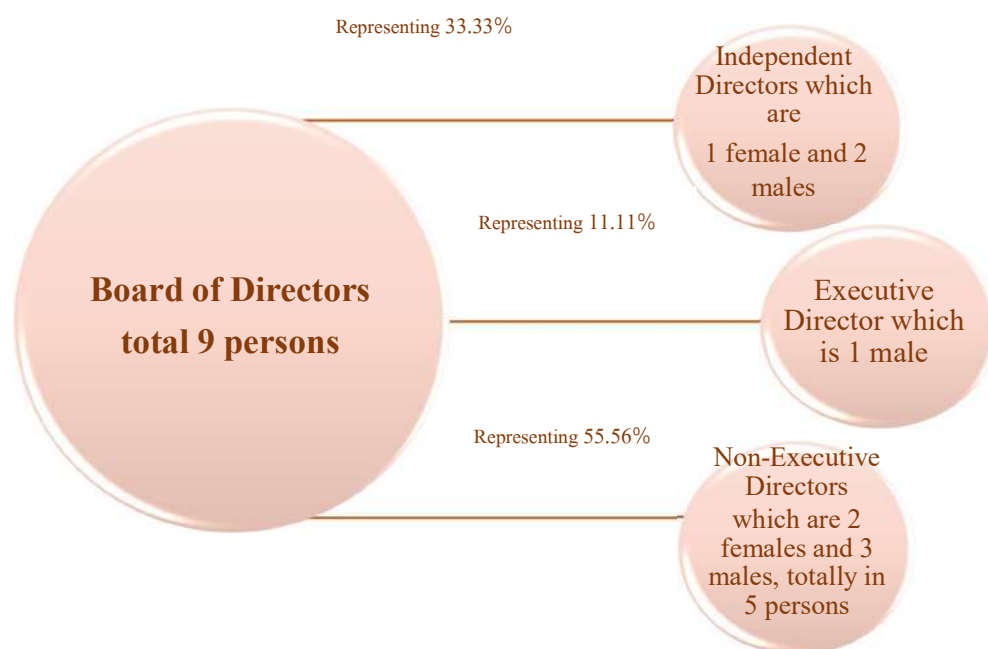 Representing 33.33%
Independent
Directors which
are
1 female and 2
males
Representing 11.11%
Board of Directors
total 9 persons
Executive
Director which
is 1 male
Representing 55.56%
Non-Executive
Directors
which are 2
females and 3
males, totally in
5 persons